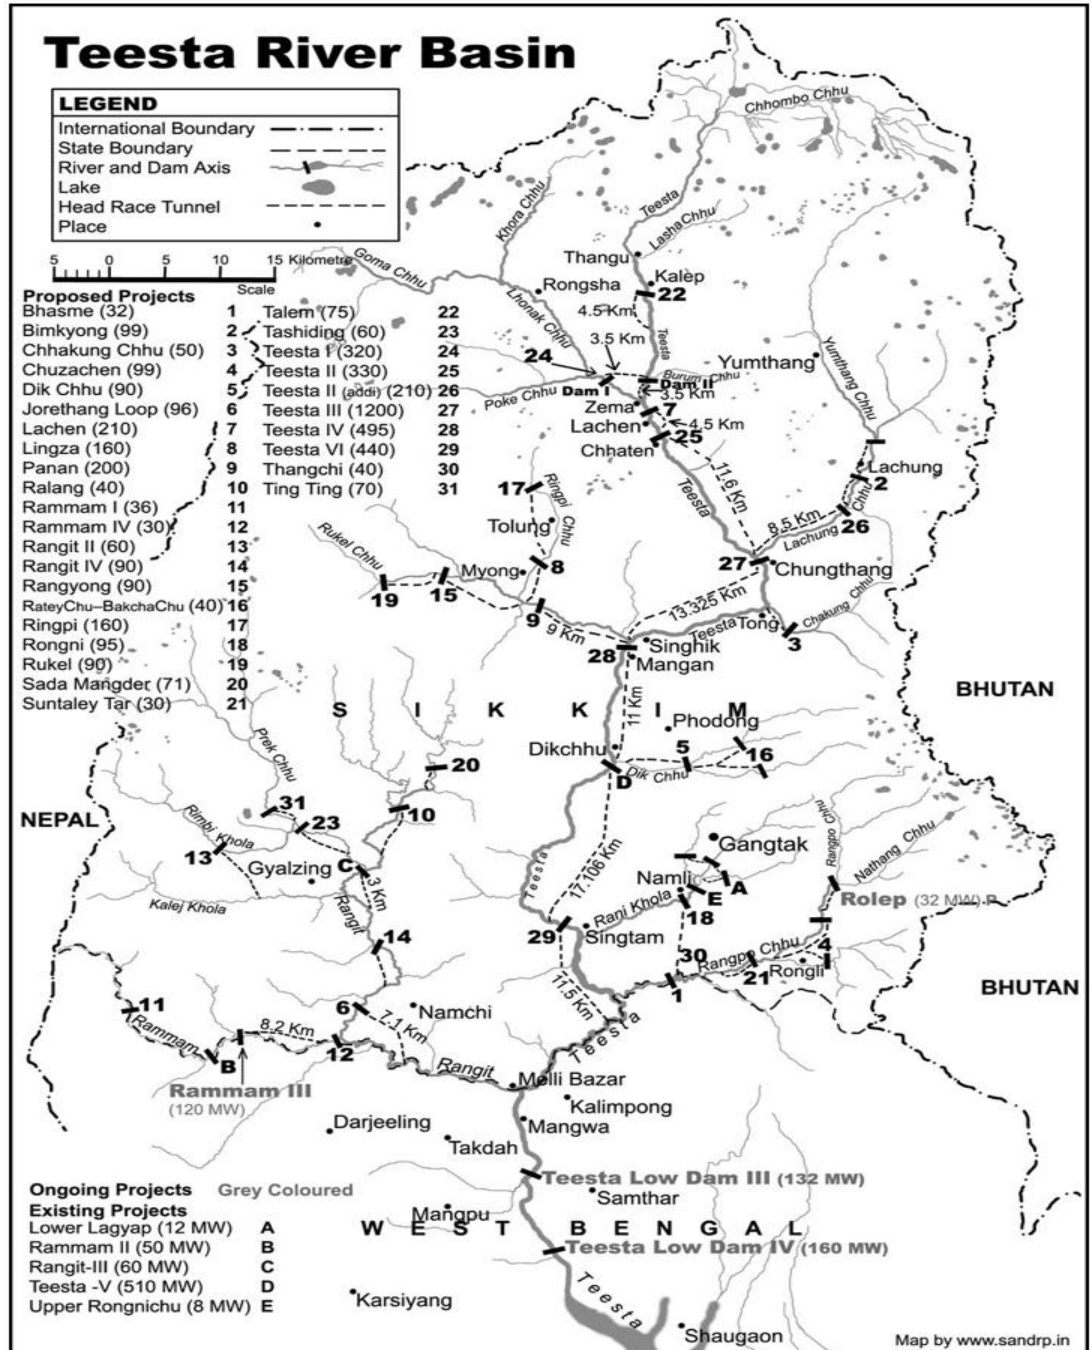 Teesta River Basin
LEGEND
International Boundary
State Boundary
River and Dam Axis
Lake
Head Race Tunnel
Place
5 0 5 10 15 Kilometre
Scale
Proposed Projects
Bhasme (32) 1
Bimkyong (99) 2
Chhakung Chhu (50) 3
Chuzachen (99) 4
Dik Chhu (90) 5
Jorethang Loop (96) 6
Lachen (210) 7
Lingza (160) 8
Panan (200) 9
Ralang (40) 10
Rammam I (36) 11
Rammam IV (30) 12
Rangit II (60) 13
Rangit IV (90) 14
Rangyong (90) 15
RateyChu–BakchaChu (40) 16
Ringpi (160) 17
Rongni (95) 18
Rukel (90) 19
Sada Mangder (71) 20
Suntaley Tar (30) 21
Talem (75) 22
Tashiding (60) 23
Teesta I (320) 24
Teesta II (330) 25
Teesta II (addi) (210) 26
Teesta III (1200) 27
Teesta IV (495) 28
Teesta VI (440) 29
Thangchi (40) 30
Ting Ting (70) 31
Chhombo Chhu
Khora Chhu
Teesta
Lasha Chhu
Goma Chhu
Thangu
Kalep
Rongsha
22
Lhonak Chhu
4.5 Km
3.5 Km
Teesta
Yumthang
Yumthang Chhu
24
Burum Chhu
Dam I
Dam II
Poke Chhu
3.5 Km
Zema
7
Lachen
4.5 Km
25
Chhaten
Lachung
2
17
Ringpi Chhu
Teesta
11.6 Km
8.5 Km
Lachung Chhu
26
Tolung
Rukel Chhu
Myong
8
27
Chungthang
19
15
9
13.325 Km
Chakung Chhu
9 Km
Teesta
Tong
3
Singhik
28
Mangan
BHUTAN
SIKKIM
11 Km
Phodong
Prek Chhu
Dikchhu
5
16
20
D
Dik Chhu
31
10
NEPAL
Rimbi Khola
23
Rangpo Chhu
Nathang Chhu
Gangtak
13
Gyalzing
C
Teesta
17.106 Km
Namli
A
3 Km
E
Rolep (32 MW) P
Kalej Khola
Rangit
Rani Khola
18
14
29
Singtam
30
Rangpo Chhu
4
21
Rongli
1
BHUTAN
11.5 Km
11
6
Namchi
Rammam
8.2 Km
7.1 Km
Teesta
B
12
Rangit
Rammam III
(120 MW)
Melli Bazar
Kalimpong
Darjeeling
Mangwa
Takdah
Teesta Low Dam III (132 MW)
Samthar
Mangpu
WEST BENGAL
Teesta Low Dam IV (160 MW)
Teesta
Karsiyang
Shaugaon
Ongoing Projects Grey Coloured
Existing Projects
Lower Lagyap (12 MW) A
Rammam II (50 MW) B
Rangit-III (60 MW) C
Teesta -V (510 MW) D
Upper Rongnichu (8 MW) E
Map by www.sandrp.in